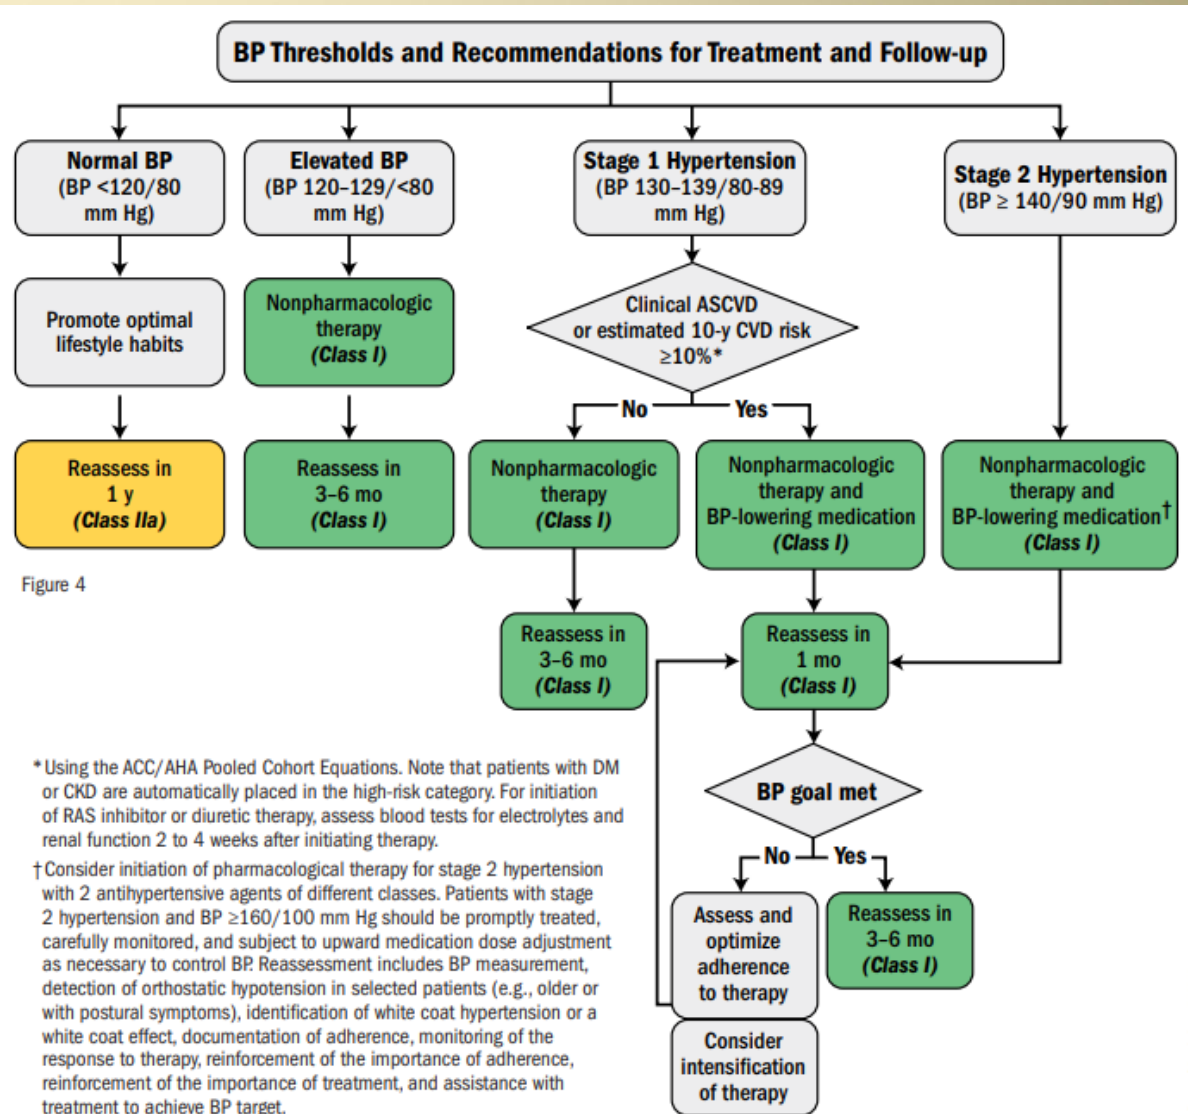 BP Thresholds and Recommendations for Treatment and Follow-up
Normal BP
(BP <120/80
mm Hg)
Elevated BP
(BP 120–129/<80
mm Hg)
Stage 1 Hypertension
(BP 130–139/80-89
mm Hg)
Stage 2 Hypertension
(BP ≥ 140/90 mm Hg)
Promote optimal
lifestyle habits
Nonpharmacologic
therapy
(Class I)
Clinical ASCVD
or estimated 10-y CVD risk
≥10%*
No
Yes
Reassess in
1 y
(Class IIa)
Reassess in
3–6 mo
(Class I)
Nonpharmacologic
therapy
(Class I)
Nonpharmacologic
therapy and
BP-lowering medication
(Class I)
Nonpharmacologic
therapy and
BP-lowering medication†
(Class I)
Figure 4
Reassess in
3–6 mo
(Class I)
Reassess in
1 mo
(Class I)
BP goal met
No
Yes
Assess and
optimize
adherence
to therapy
Reassess in
3–6 mo
(Class I)
Consider
intensification
of therapy
*Using the ACC/AHA Pooled Cohort Equations. Note that patients with DM
or CKD are automatically placed in the high-risk category. For initiation
of RAS inhibitor or diuretic therapy, assess blood tests for electrolytes and
renal function 2 to 4 weeks after initiating therapy.
†Consider initiation of pharmacological therapy for stage 2 hypertension
with 2 antihypertensive agents of different classes. Patients with stage
2 hypertension and BP ≥160/100 mm Hg should be promptly treated,
carefully monitored, and subject to upward medication dose adjustment
as necessary to control BP. Reassessment includes BP measurement,
detection of orthostatic hypotension in selected patients (e.g., older or
with postural symptoms), identification of white coat hypertension or a
white coat effect, documentation of adherence, monitoring of the
response to therapy, reinforcement of the importance of adherence,
reinforcement of the importance of treatment, and assistance with
treatment to achieve BP target.